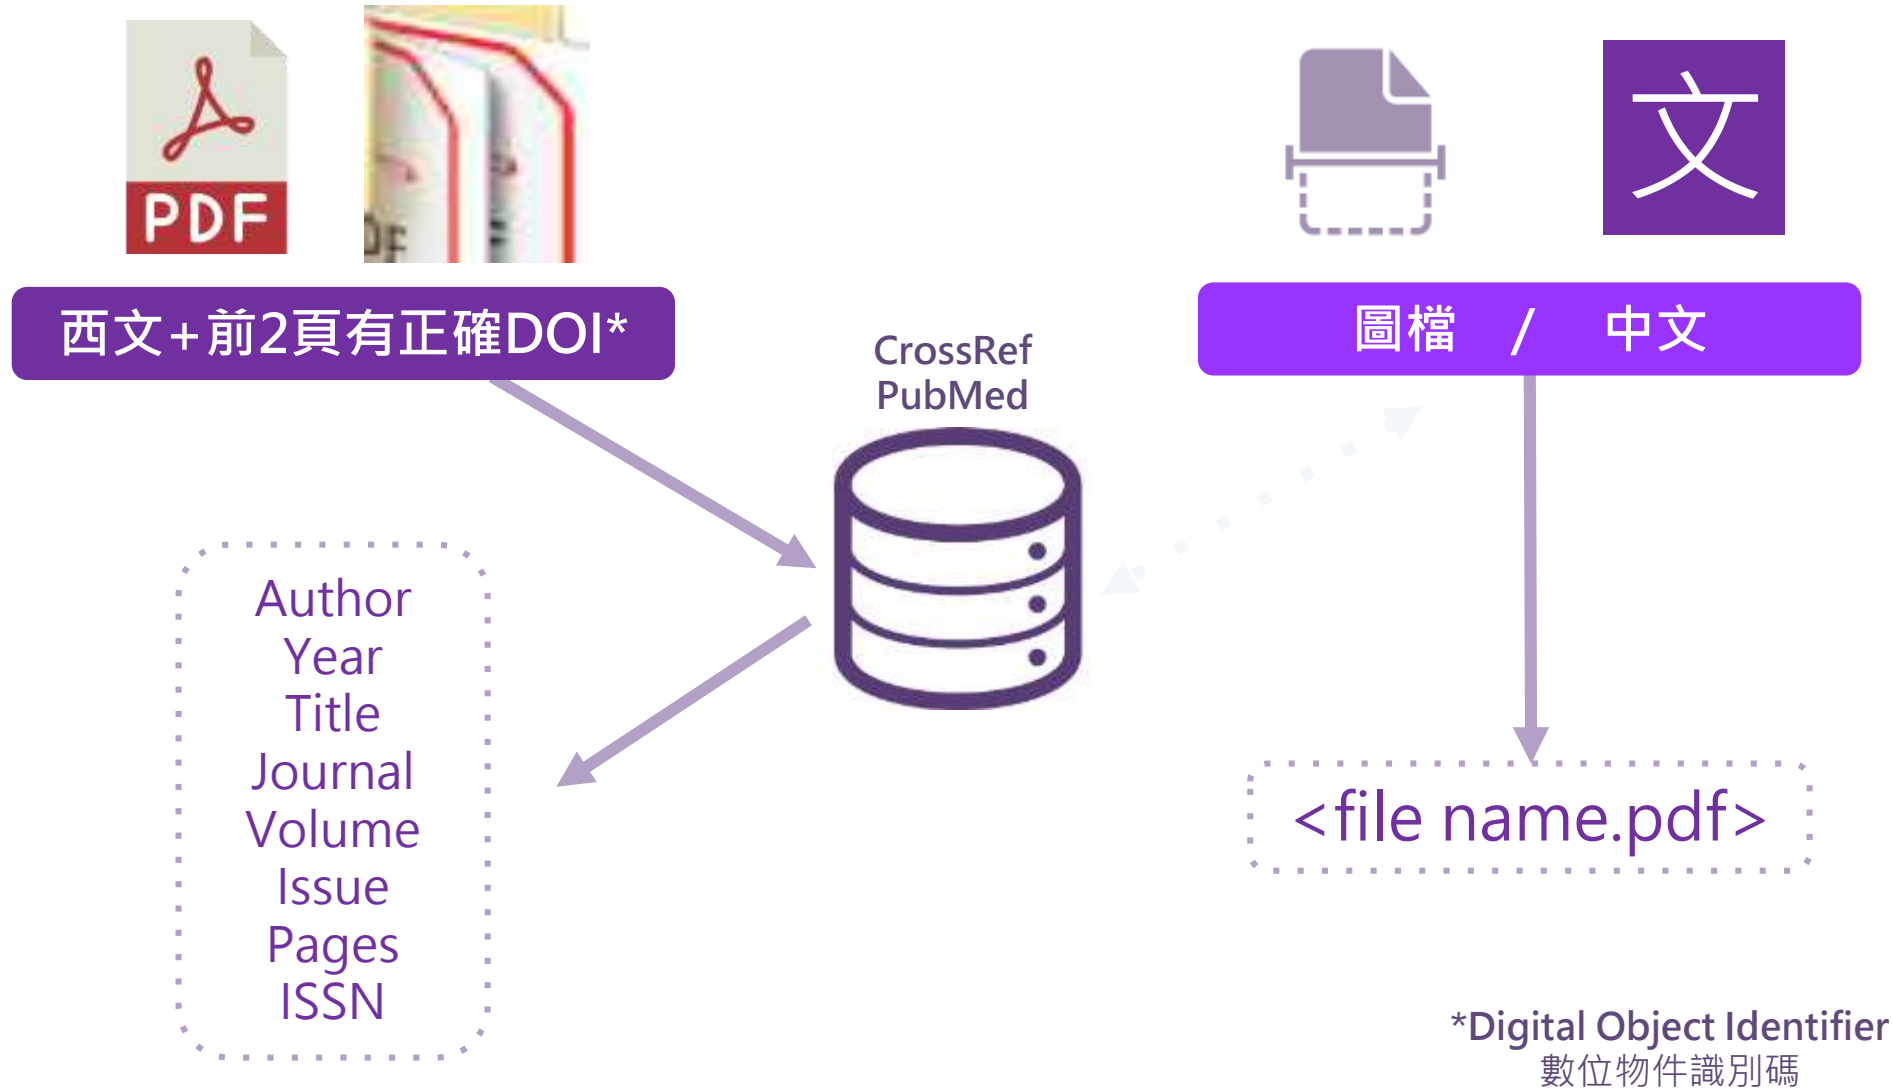 PDF
文
西文+前2頁有正確DOI*
圖檔 / 中文
CrossRef
PubMed
Author
Year
Title
Journal
Volume
Issue
Pages
ISSN
<file name.pdf>
*Digital Object Identifier
數位物件識別碼